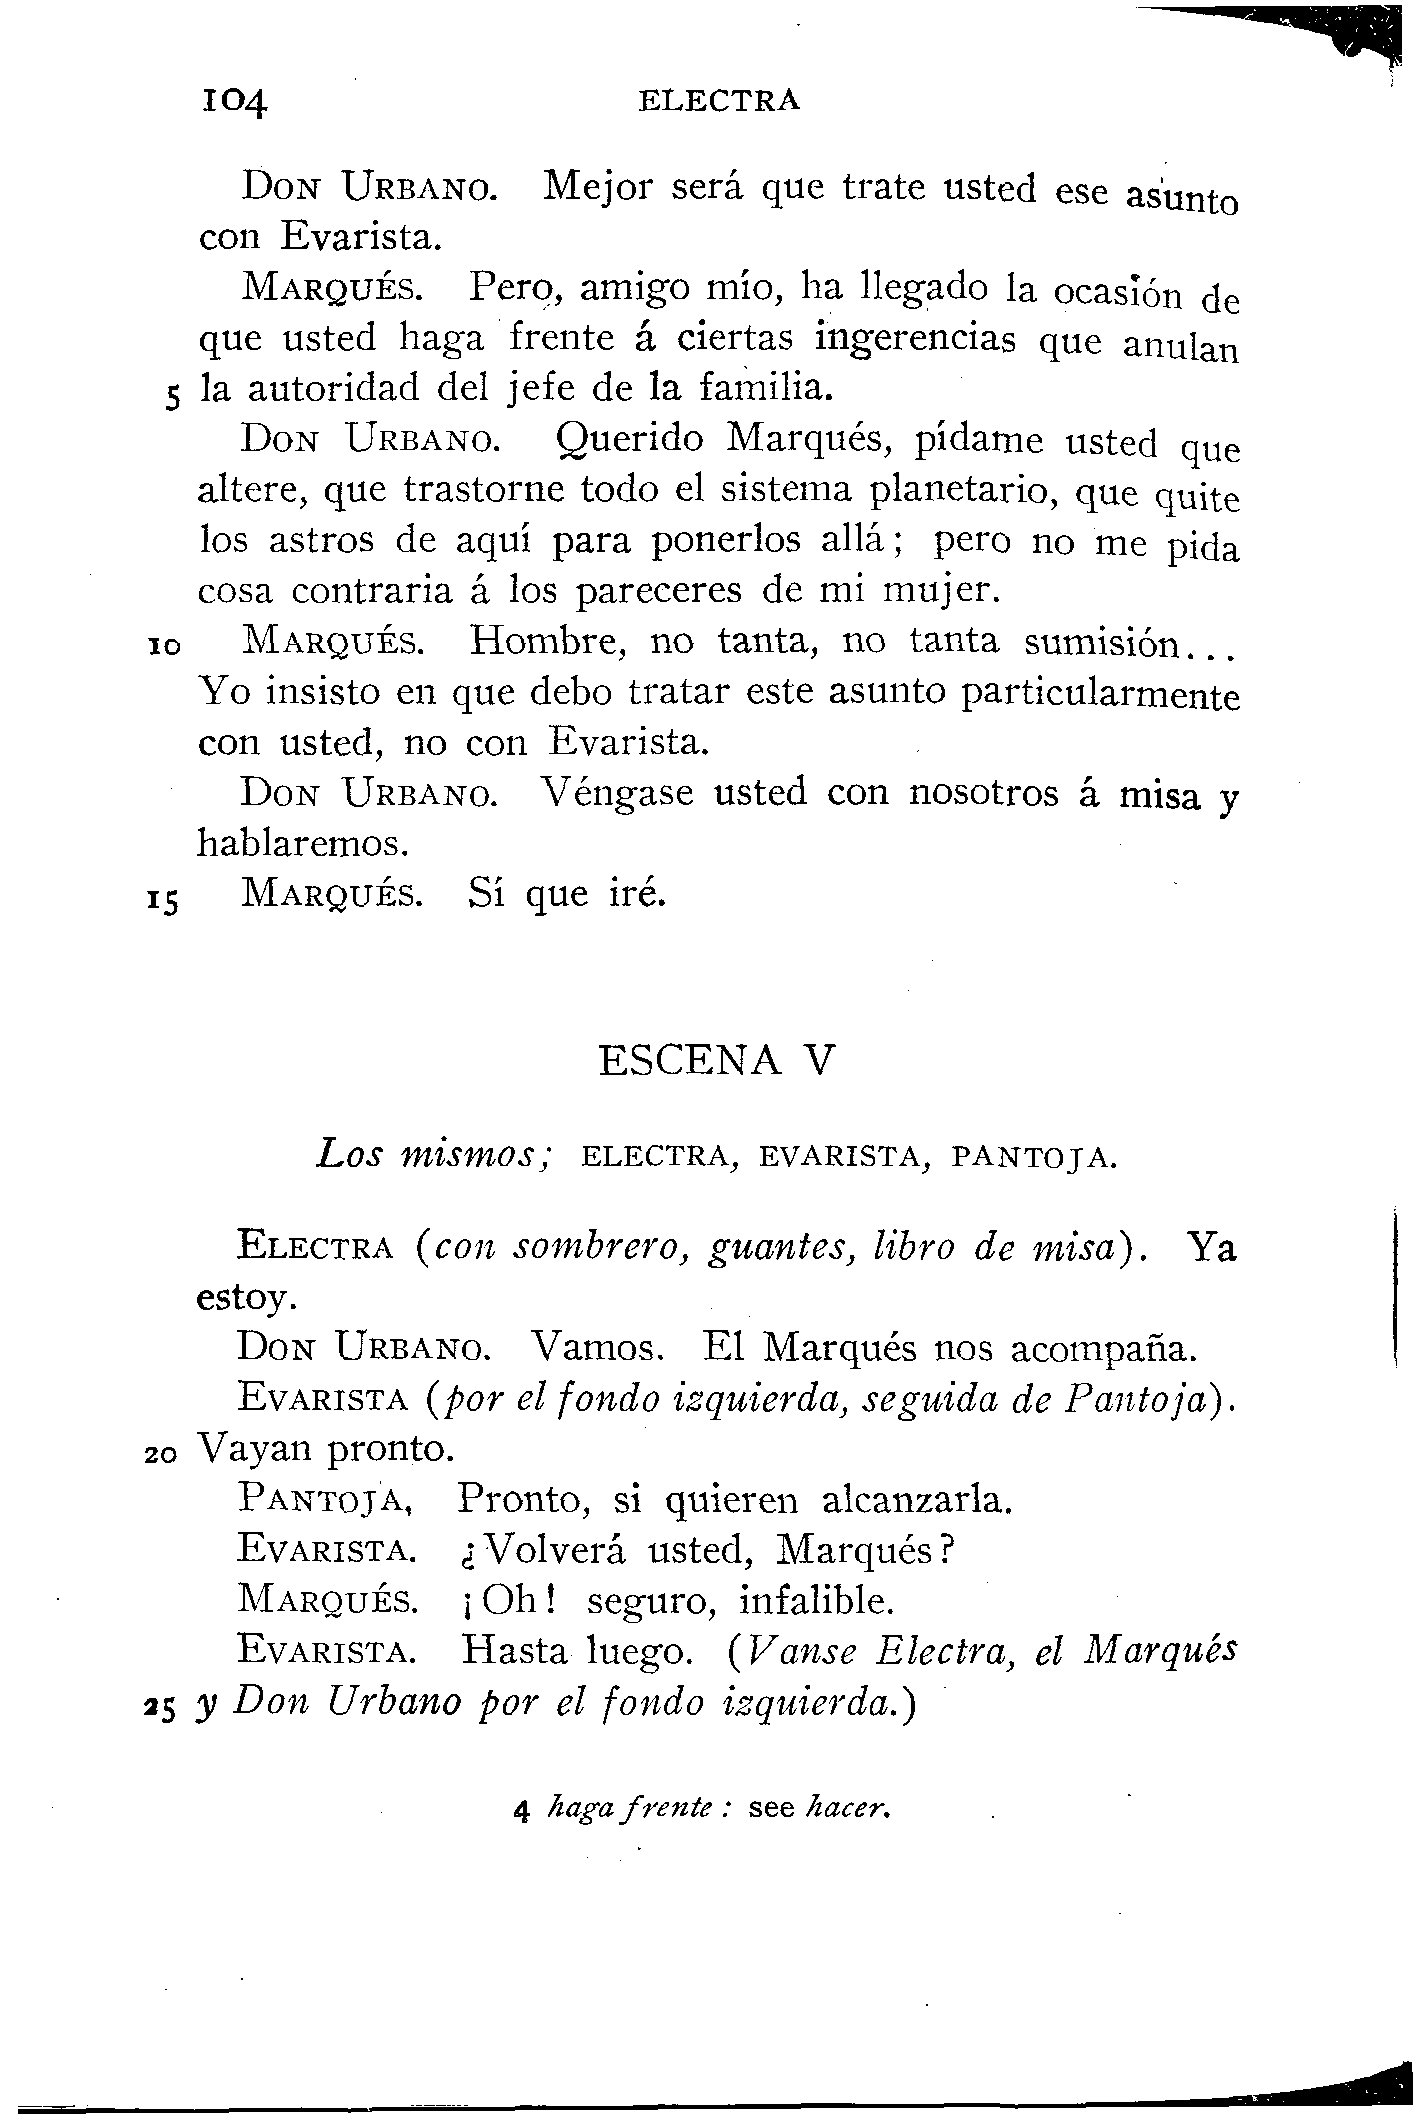 104 ELECTRA
DON URBANO. Mejor será que trate usted ese asunto
con Evarista.
MARQUÉS. Pero, amigo mío, ha llegado la ocasión de
que usted haga frente á ciertas ingerencias que anulan
5 la autoridad del jefe de la familia.
DON URBANO. Querido Marqués, pídame usted que
altere, que trastorne todo el sistema planetario, que quite
los astros de aquí para ponerlos allá; pero no me pida
cosa contraria á los pareceres de mi mujer.
10 MARQUÉS. Hombre, no tanta, no tanta sumisión...
Yo insisto en que debo tratar este asunto particularmente
con usted, no con Evarista.
DON URBANO. Véngase usted con nosotros á misa y
hablaremos.
15 MARQUÉS. Sí que iré.
ESCENA V
Los mismos; ELECTRA, EVARISTA, PANTOJA.
ELECTRA (con sombrero, guantes, libro de misa). Ya
estoy.
DON URBANO. Vamos. El Marqués nos acompaña.
EVARISTA (por el fondo izquierda, seguida de Pantoja).
20 Vayan pronto.
PANTOJA, Pronto, si quieren alcanzarla.
EVARISTA. ¿Volverá usted, Marqués?
MARQUÉS. ¡Oh! seguro, infalible.
EVARISTA. Hasta luego. (Vanse Electra, el Marqués
25 y Don Urbano por el fondo izquierda.)
4 haga frente: see hacer.